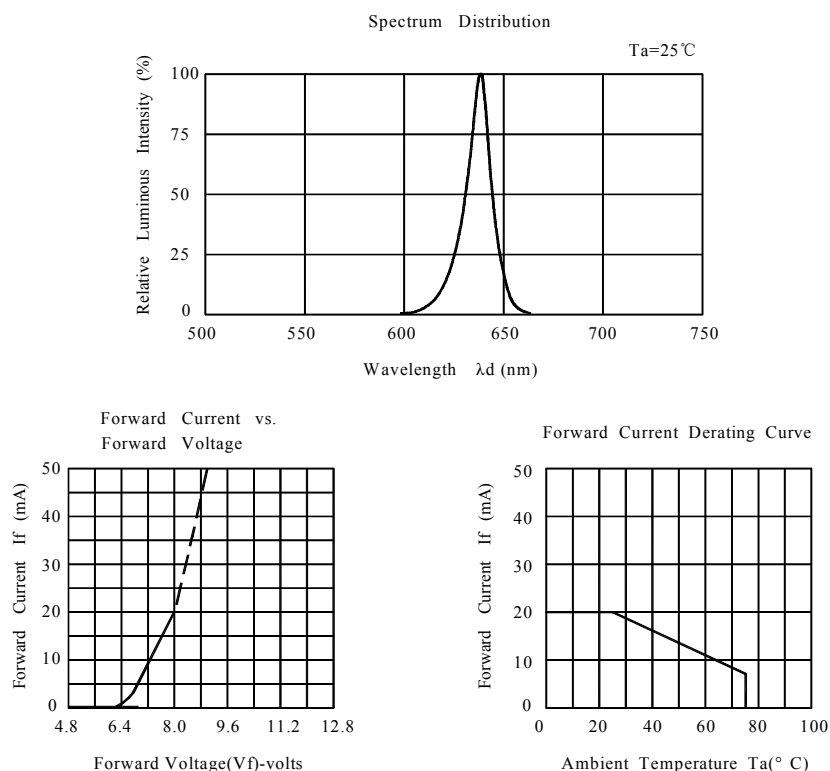 Spectrum Distribution
Ta=25℃
Relative Luminous Intensity (%)
100
75
50
25
0
500 550 600 650 700 750
Wavelength λd (nm)
Forward Current vs.
Forward Voltage
Forward Current If (mA)
50
40
30
20
10
0
4.8 6.4 8.0 9.6 11.2 12.8
Forward Voltage(Vf)-volts
Forward Current Derating Curve
Forward Current If (mA)
50
40
30
20
10
0
0 20 40 60 80 100
Ambient Temperature Ta(° C)